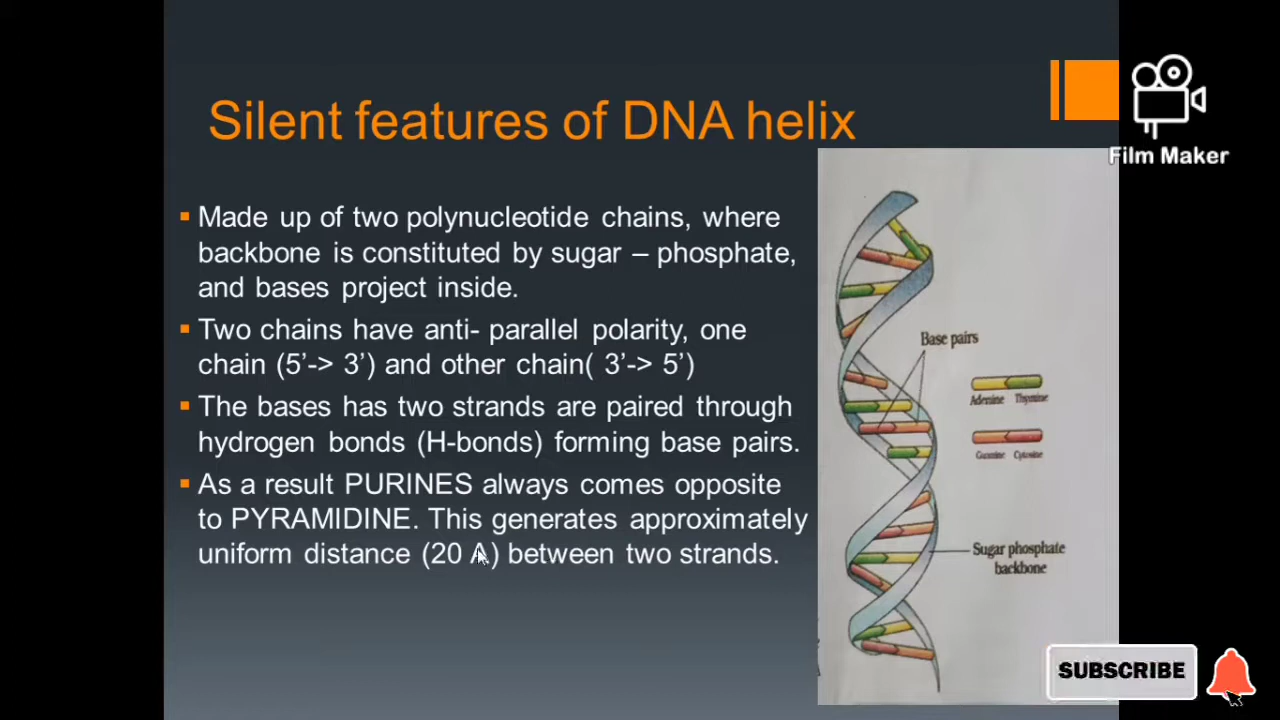 Silent features of DNA helix
Film Maker
Made up of two polynucleotide chains, where
backbone is constituted by sugar – phosphate,
and bases project inside.
Two chains have anti- parallel polarity, one
chain (5’-> 3’) and other chain( 3’-> 5’)
The bases has two strands are paired through
hydrogen bonds (H-bonds) forming base pairs.
As a result PURINES always comes opposite
to PYRAMIDINE. This generates approximately
uniform distance (20 A) between two strands.
Base pairs
Adenine Thymine
Guanine Cytosine
Sugar phosphate
backbone
SUBSCRIBE